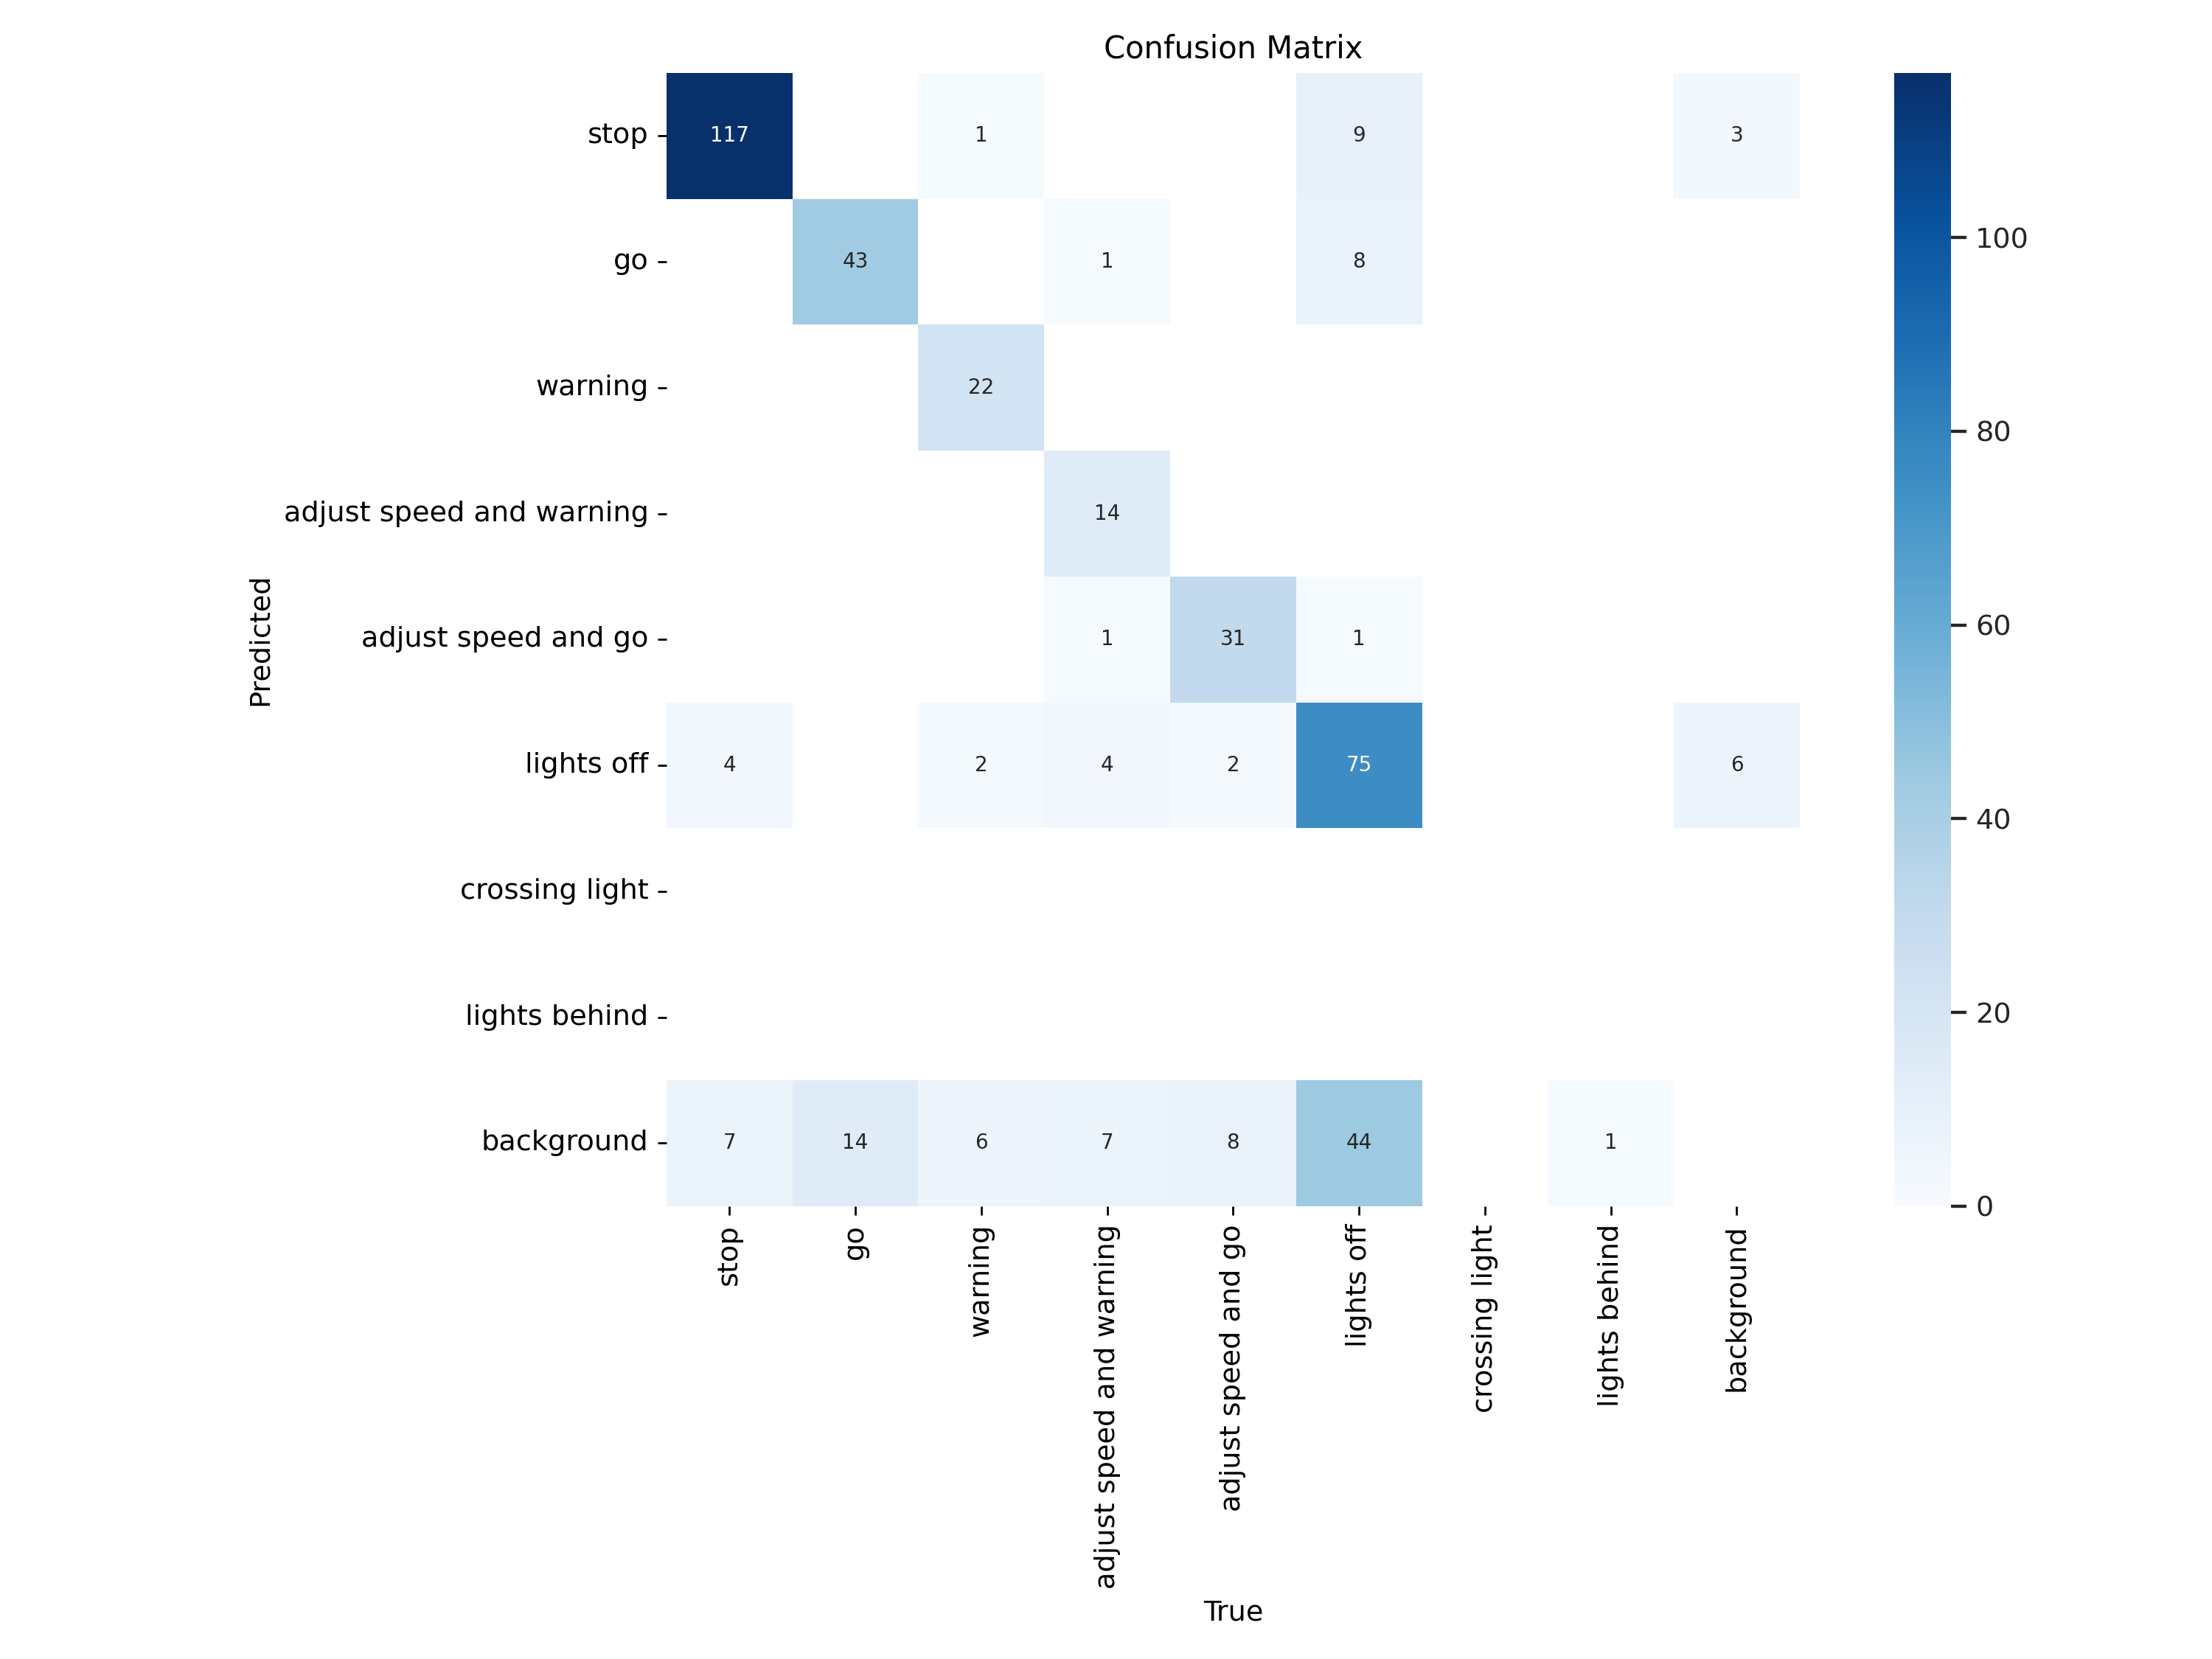 Confusion Matrix
stop
117
1
9
3
go
43
1
8
100
warning
22
80
adjust speed and warning
14
Predicted
adjust speed and go
1
31
1
60
lights off
4
2
4
2
75
6
40
crossing light
lights behind
20
background
7
14
6
7
8
44
1
0
stop
go
warning
adjust speed and warning
adjust speed and go
lights off
crossing light
lights behind
background
True